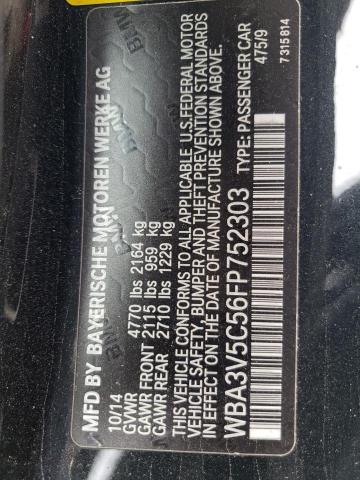 MFD BY BAYERISCHE MOTOREN WERKE AG
10/14
GVWR 4770 lbs 2164 kg
GAWR FRONT 2115 lbs 959 kg
GAWR REAR 2710 lbs 1229 kg
THIS VEHICLE CONFORMS TO ALL APPLICABLE U.S.FEDERAL MOTOR
VEHICLE SAFETY, BUMPER AND THEFT PREVENTION STANDARDS
IN EFFECT ON THE DATE OF MANUFACTURE SHOWN ABOVE.
WBA3V5C56FP752303 TYPE: PASSENGER CAR
475/9
7 315 814